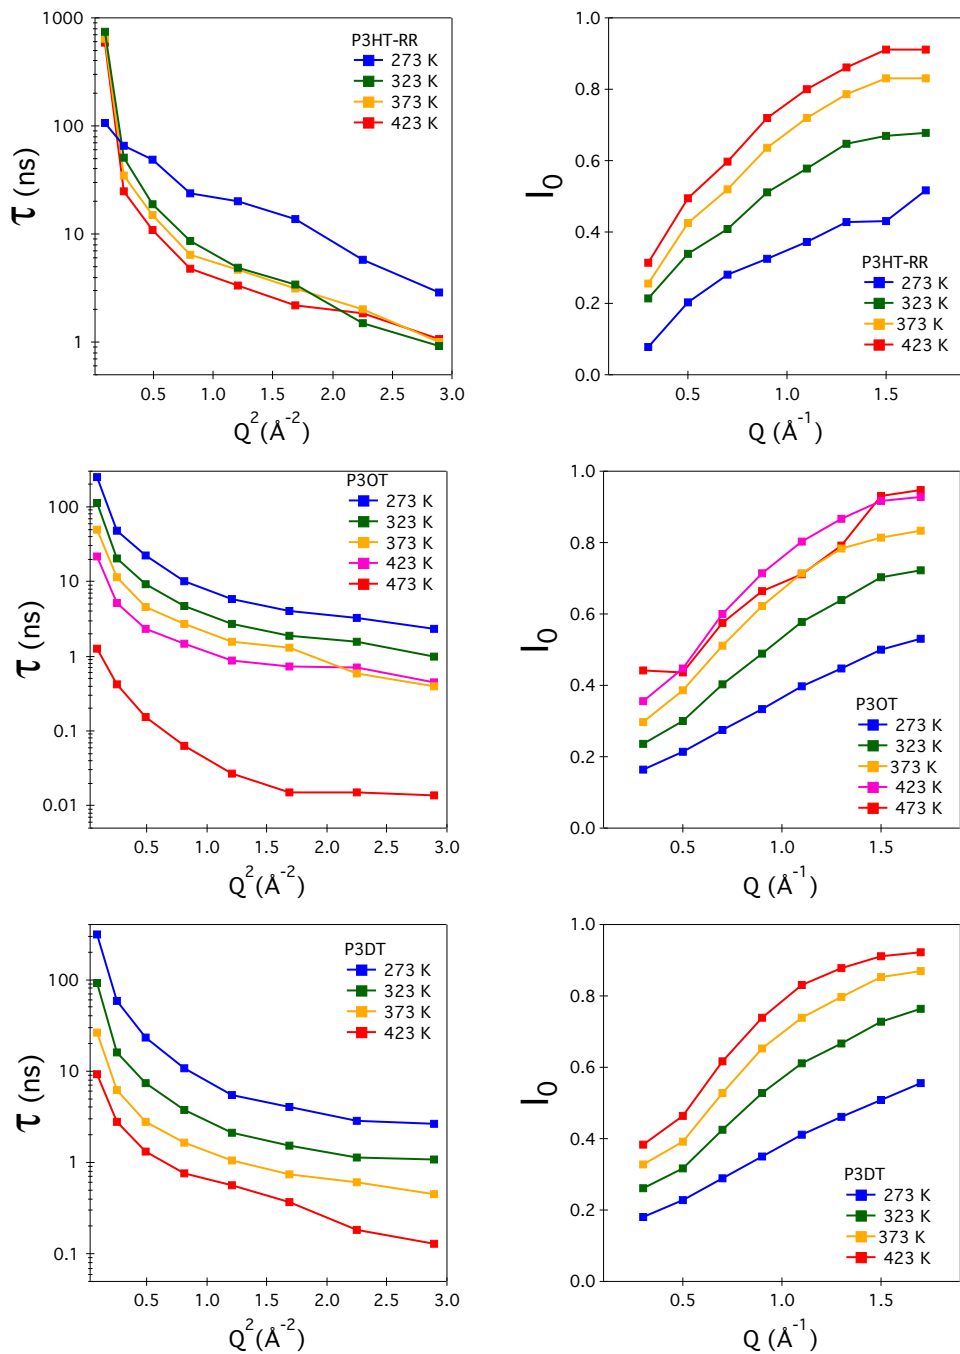 1000
100
10
1
τ (ns)
P3HT-RR
273 K
323 K
373 K
423 K
0.5 1.0 1.5 2.0 2.5 3.0
Q²(Å⁻²)
1.0
0.8
0.6
0.4
0.2
0.0
I₀
P3HT-RR
273 K
323 K
373 K
423 K
0.5 1.0 1.5
Q (Å⁻¹)
100
10
1
0.1
0.01
τ (ns)
P3OT
273 K
323 K
373 K
423 K
473 K
0.5 1.0 1.5 2.0 2.5 3.0
Q²(Å⁻²)
1.0
0.8
0.6
0.4
0.2
0.0
I₀
P3OT
273 K
323 K
373 K
423 K
473 K
0.5 1.0 1.5
Q (Å⁻¹)
100
10
1
0.1
τ (ns)
P3DT
273 K
323 K
373 K
423 K
0.5 1.0 1.5 2.0 2.5 3.0
Q²(Å⁻²)
1.0
0.8
0.6
0.4
0.2
0.0
I₀
P3DT
273 K
323 K
373 K
423 K
0.5 1.0 1.5
Q (Å⁻¹)